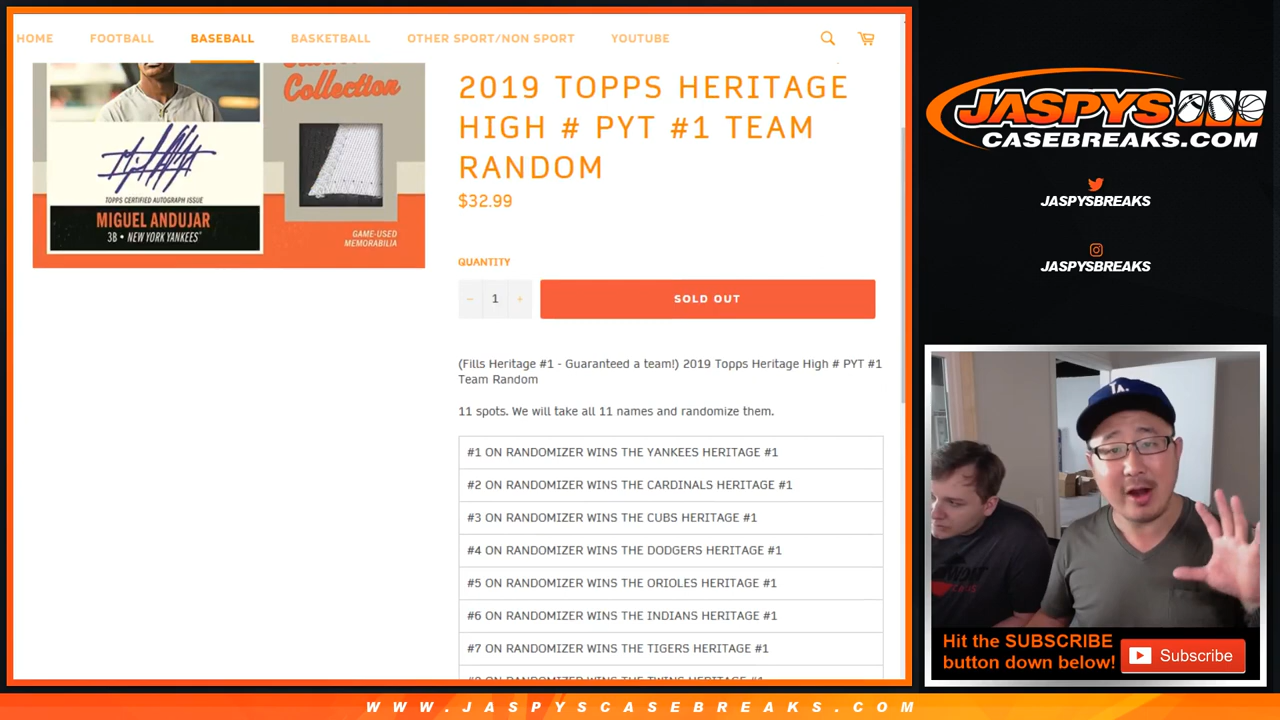 HOME FOOTBALL BASEBALL BASKETBALL OTHER SPORT/NON SPORT YOUTUBE
Collection
TOPPS CERTIFIED AUTOGRAPH ISSUE
MIGUEL ANDUJAR
3B • NEW YORK YANKEES
GAME-USED
MEMORABILIA
2019 TOPPS HERITAGE
HIGH # PYT #1 TEAM
RANDOM
$32.99
QUANTITY
− 1 + SOLD OUT
(Fills Heritage #1 - Guaranteed a team!) 2019 Topps Heritage High # PYT #1
Team Random
11 spots. We will take all 11 names and randomize them.
#1 ON RANDOMIZER WINS THE YANKEES HERITAGE #1
#2 ON RANDOMIZER WINS THE CARDINALS HERITAGE #1
#3 ON RANDOMIZER WINS THE CUBS HERITAGE #1
#4 ON RANDOMIZER WINS THE DODGERS HERITAGE #1
#5 ON RANDOMIZER WINS THE ORIOLES HERITAGE #1
#6 ON RANDOMIZER WINS THE INDIANS HERITAGE #1
#7 ON RANDOMIZER WINS THE TIGERS HERITAGE #1
JASPYS
CASEBREAKS.COM
JASPYSBREAKS
JASPYSBREAKS
LA
Hit the SUBSCRIBE
button down below!
Subscribe
WWW.JASPYSCASEBREAKS.COM